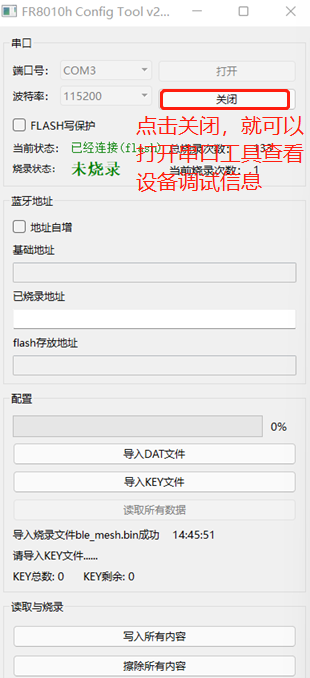 FR8010h Config Tool v2...
串口
端口号： COM3 打开
波特率： 115200 关闭
FLASH写保护
点击关闭，就可以
打开串口工具查看
设备调试信息
当前状态： 已经连接(flash) 总烧录次数： 133
烧录状态： 未烧录 当前烧录次数： 1
蓝牙地址
地址自增
基础地址
已烧录地址
flash存放地址
配置
0%
导入DAT文件
导入KEY文件
读取所有数据
导入烧录文件ble_mesh.bin成功 14:45:51
请导入KEY文件......
KEY总数: 0 KEY剩余: 0
读取与烧录
写入所有内容
擦除所有内容